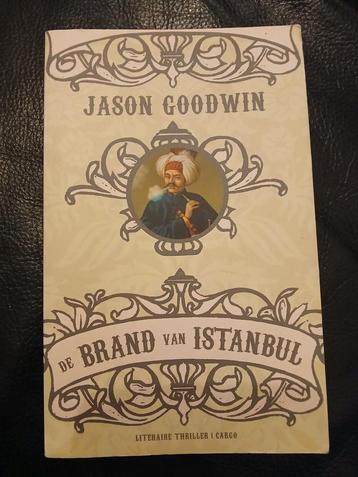 JASON GOODWIN
DE BRAND VAN ISTANBUL
LITERAIRE THRILLER | CARGO